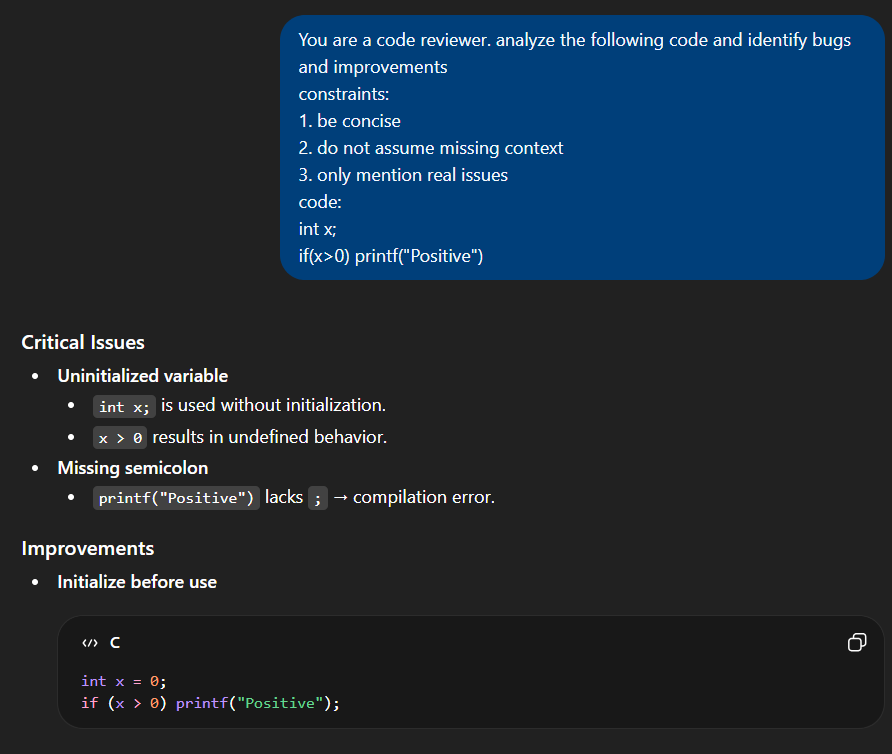 You are a code reviewer. analyze the following code and identify bugs
and improvements
constraints:
1. be concise
2. do not assume missing context
3. only mention real issues
code:
int x;
if(x>0) printf("Positive")
Critical Issues
• Uninitialized variable
• int x; is used without initialization.
• x > 0 results in undefined behavior.
• Missing semicolon
• printf("Positive") lacks ; → compilation error.
Improvements
• Initialize before use
</> C
int x = 0;
if (x > 0) printf("Positive");